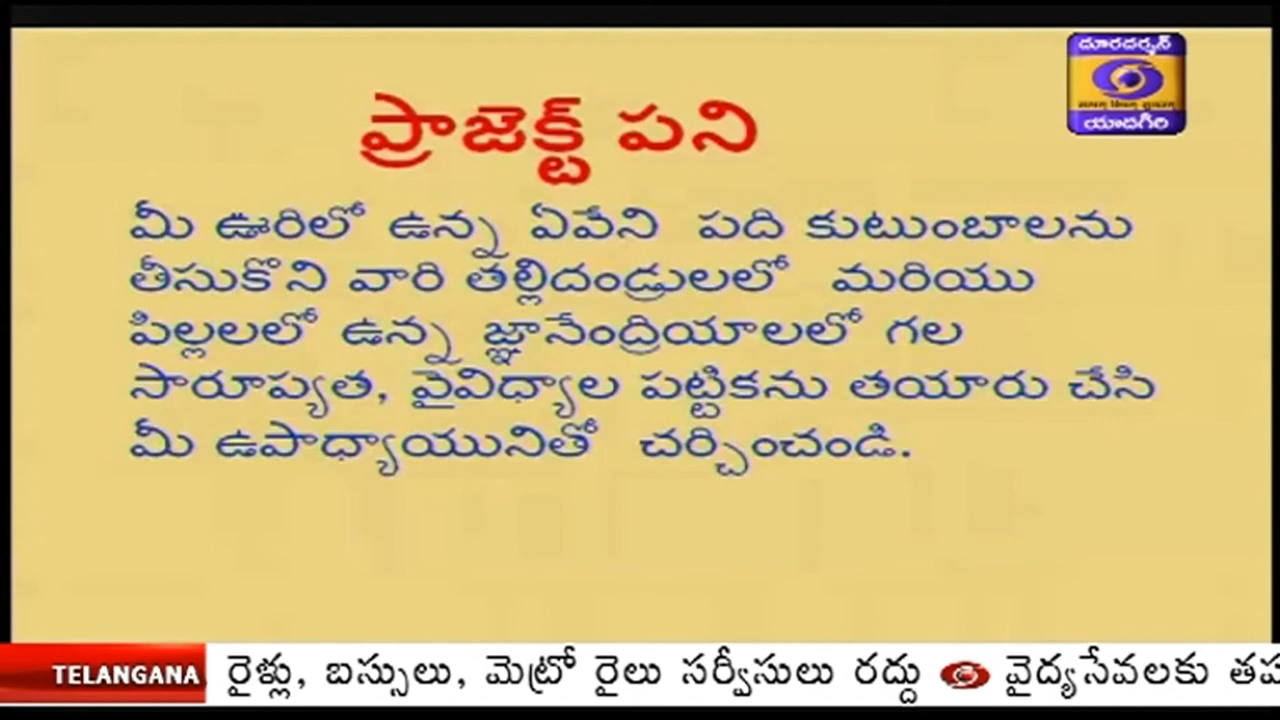 దూరదర్శన్
యాదగిరి
ప్రాజెక్ట్ పని
మీ ఊరిలో ఉన్న ఏవేని పది కుటుంబాలను
తీసుకొని వారి తల్లిదండ్రులలో మరియు
పిల్లలలో ఉన్న జ్ఞానేంద్రియాలలో గల
సారూప్యత, వైవిధ్యాల పట్టికను తయారు చేసి
మీ ఉపాధ్యాయునితో చర్చించండి.
TELANGANA రైళ్లు, బస్సులు, మెట్రో రైలు సర్వీసులు రద్దు వైద్యసేవలకు